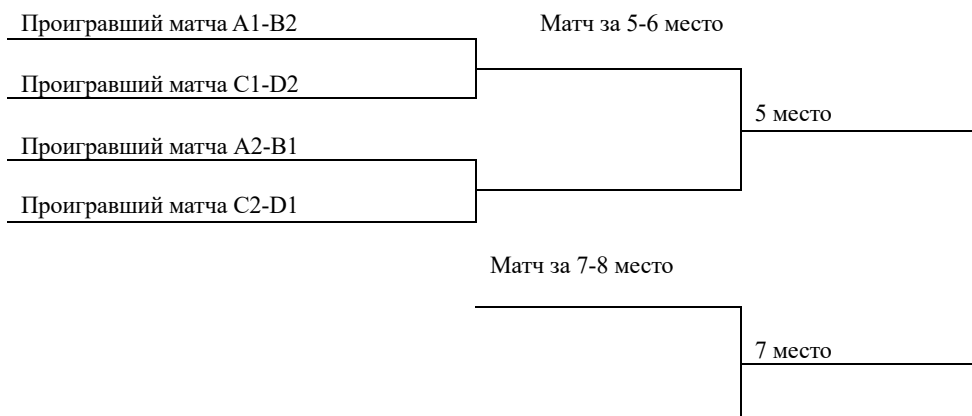 Проигравший матча A1-B2
Матч за 5-6 место
Проигравший матча C1-D2
5 место
Проигравший матча A2-B1
Проигравший матча C2-D1
Матч за 7-8 место
7 место